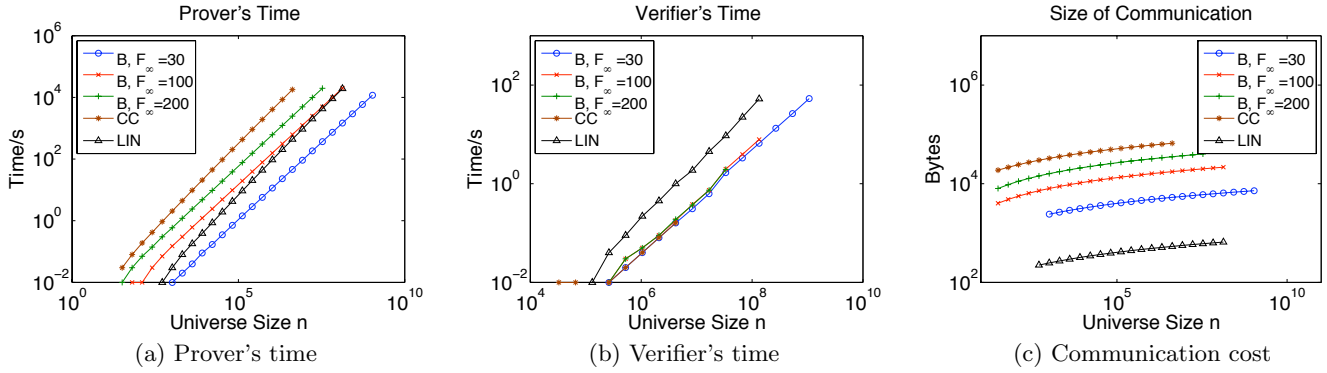 Prover's Time
10^6
10^4
10^2
10^0
10^-2
Time/s
B, F∞=30
B, F∞=100
B, F∞=200
CC
LIN
10^0
10^5
10^10
Universe Size n
(a) Prover's time
Verifier's Time
10^2
10^0
10^-2
Time/s
B, F∞=30
B, F∞=100
B, F∞=200
CC
LIN
10^4
10^6
10^8
10^10
Universe Size n
(b) Verifier's time
Size of Communication
10^6
10^4
10^2
Bytes
B, F∞=30
B, F∞=100
B, F∞=200
CC
LIN
10^5
10^10
Universe Size n
(c) Communication cost